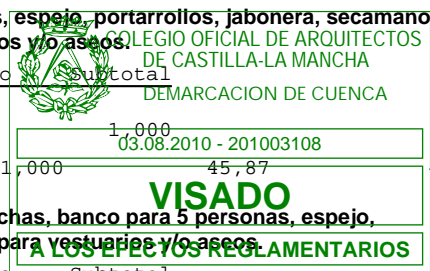 , espejo, portarrollos, jabonera, secamano
os y/o aseos.
COLEGIO OFICIAL DE ARQUITECTOS
DE CASTILLA-LA MANCHA
o Subtotal
DEMARCACION DE CUENCA
1,000
03.08.2010 - 201003108
1,000 45,87
VISADO
chas, banco para 5 personas, espejo,
para vestuarios y/o aseos.
A LOS EFECTOS REGLAMENTARIOS
Subtotal